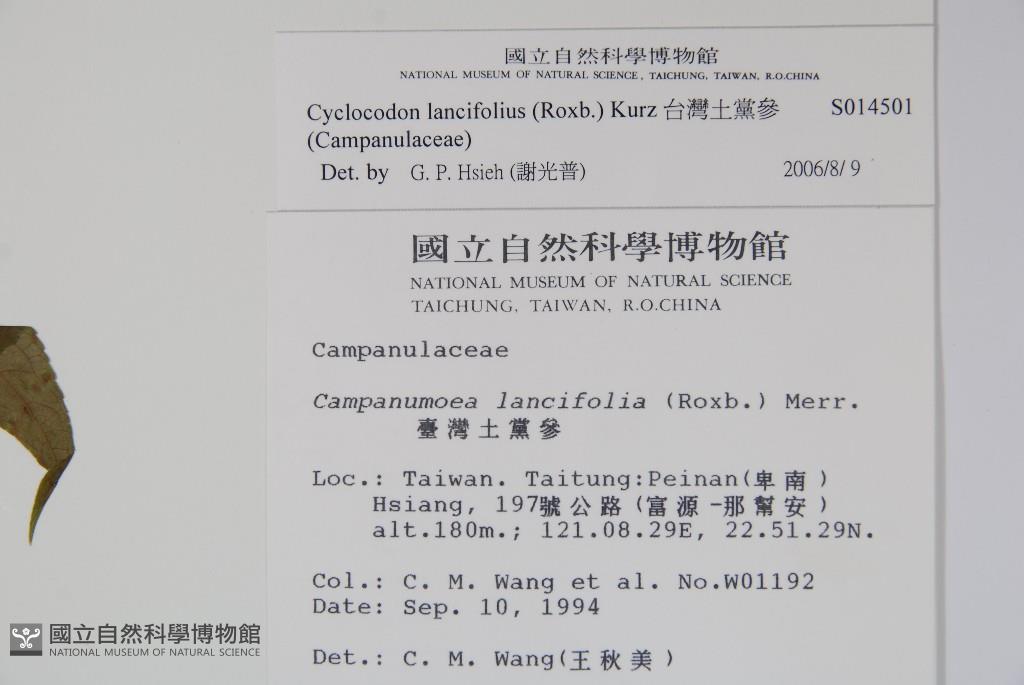 國立自然科學博物館
NATIONAL MUSEUM OF NATURAL SCIENCE, TAICHUNG, TAIWAN, R.O.CHINA
Cyclocodon lancifolius (Roxb.) Kurz 台灣土黨參 S014501
(Campanulaceae)
Det. by G. P. Hsieh (謝光普) 2006/8/ 9
國立自然科學博物館
NATIONAL MUSEUM OF NATURAL SCIENCE
TAICHUNG, TAIWAN, R.O.CHINA
Campanulaceae
Campanumoea lancifolia (Roxb.) Merr.
臺灣土黨參
Loc.: Taiwan. Taitung:Peinan(卑南)
Hsiang, 197號公路(富源-那幫安)
alt.180m.; 121.08.29E, 22.51.29N.
Col.: C. M. Wang et al. No.W01192
Date: Sep. 10, 1994
Det.: C. M. Wang(王秋美)
國立自然科學博物館
NATIONAL MUSEUM OF NATURAL SCIENCE